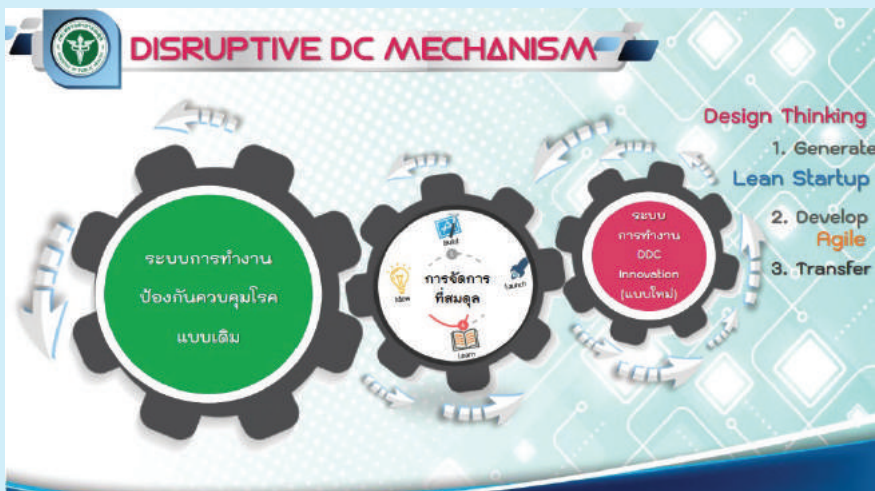 DISRUPTIVE DC MECHANISM
Design Thinking
1. Generate
Lean Startup
2. Develop
Agile
3. Transfer
ระบบการทำงาน
ป้องกันควบคุมโรค
แบบเดิม
Build
Idea
การจัดการ
ที่สมดุล
Launch
Learn
ระบบ
การทำงาน
DDC
Innovation
(แบบใหม่)